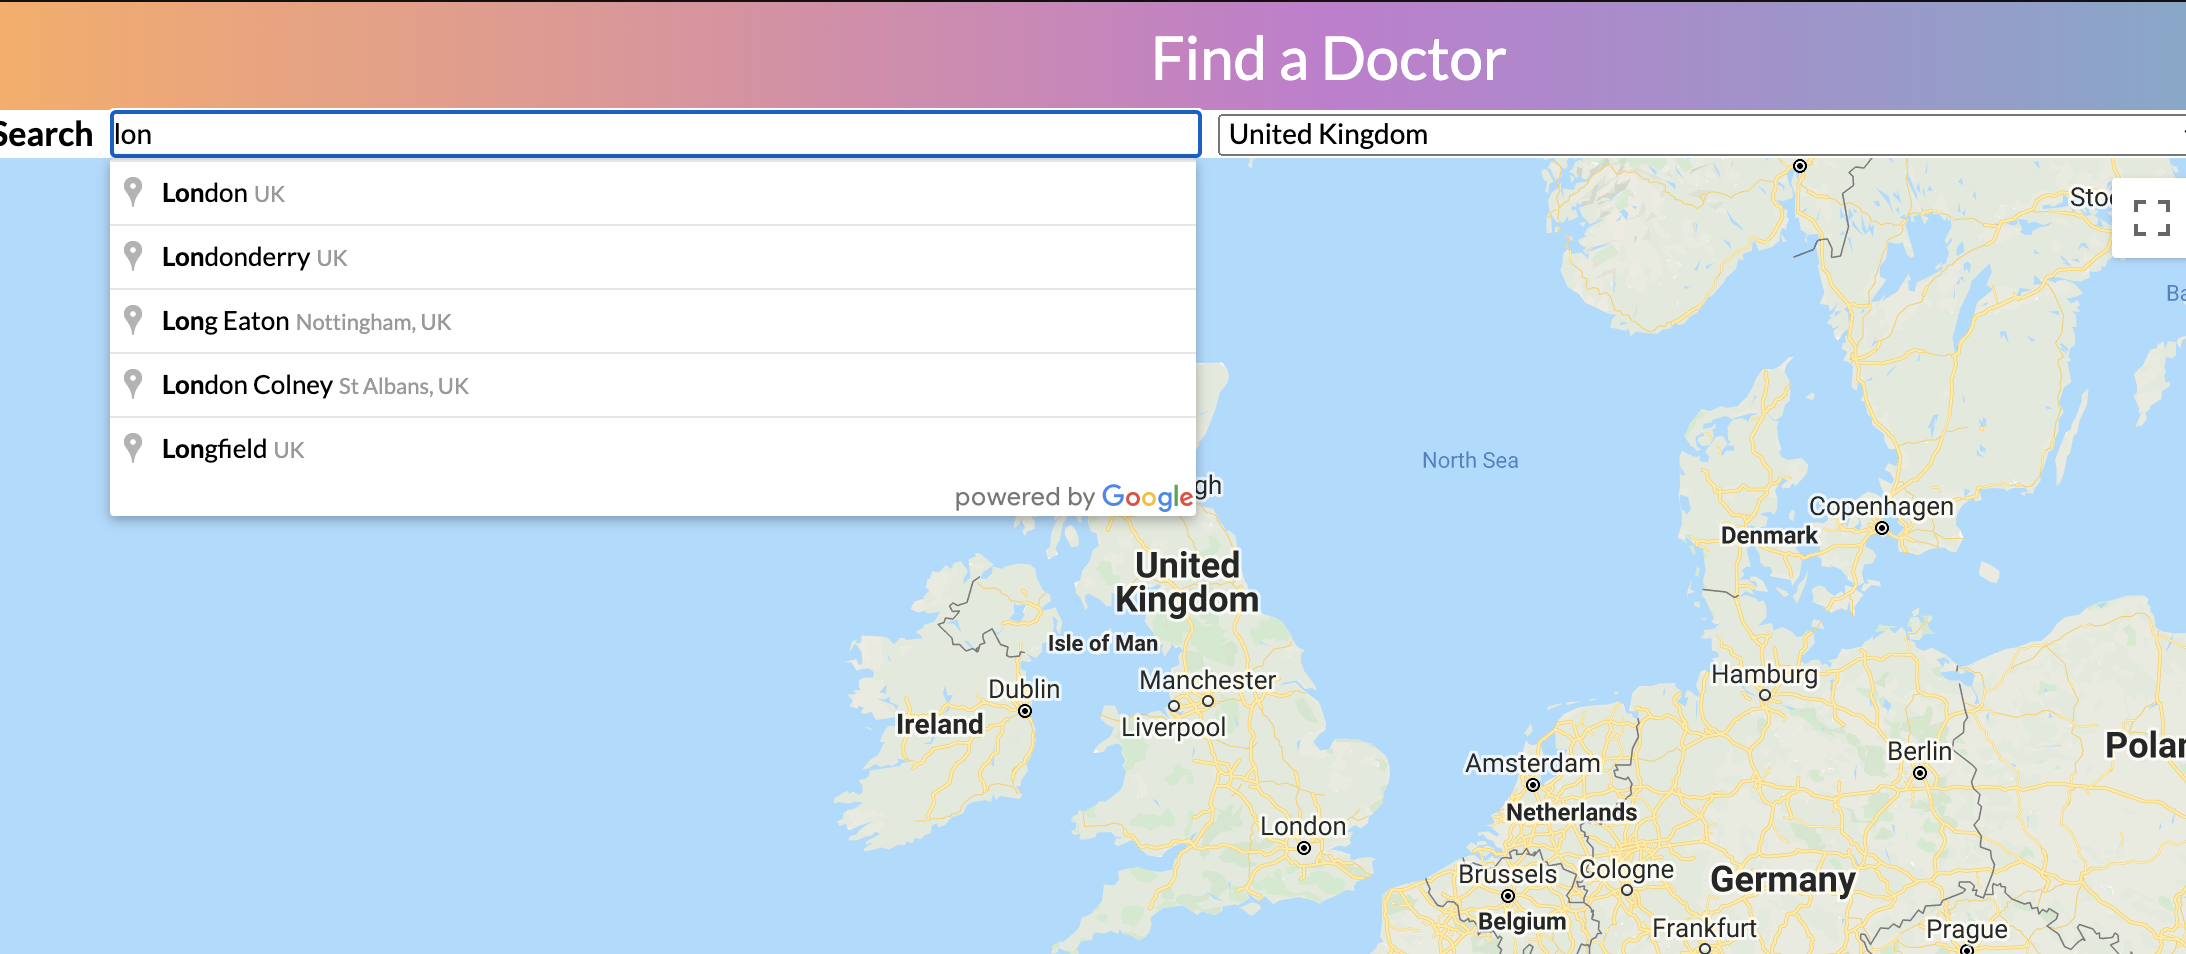 Find a Doctor
Search
lon
United Kingdom
London UK
Londonderry UK
Long Eaton Nottingham, UK
London Colney St Albans, UK
Longfield UK
powered by Google
gh
Sto
Ba
North Sea
Copenhagen
Denmark
United
Kingdom
Isle of Man
Dublin
Ireland
Manchester
Liverpool
Hamburg
Berlin
Polan
Amsterdam
Netherlands
London
Brussels
Cologne
Germany
Belgium
Frankfurt
Prague